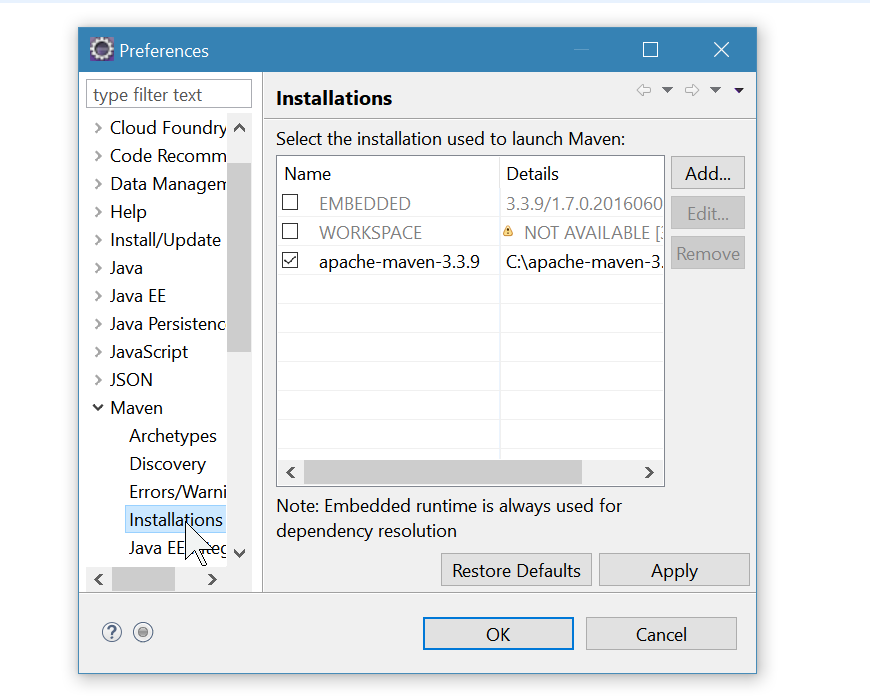 Preferences
type filter text
Cloud Foundry
Code Recomm
Data Managem
Help
Install/Update
Java
Java EE
Java Persistenc
JavaScript
JSON
Maven
Archetypes
Discovery
Errors/Warni
Installations
Java EE
Installations
Select the installation used to launch Maven:
Name Details
EMBEDDED 3.3.9/1.7.0.2016060
WORKSPACE NOT AVAILABLE [3
apache-maven-3.3.9 C:\apache-maven-3.
Add...
Edit...
Remove
Note: Embedded runtime is always used for
dependency resolution
Restore Defaults Apply
? OK Cancel